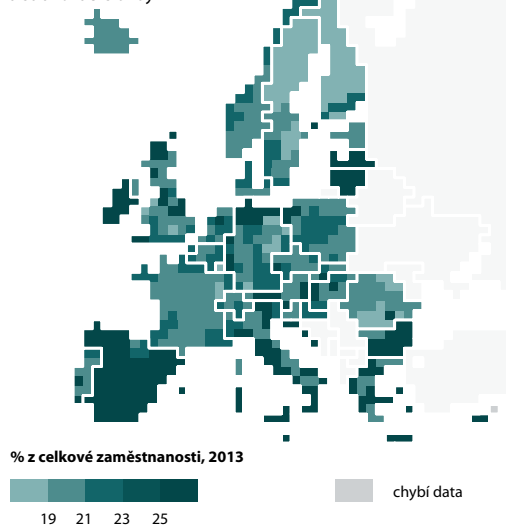 % z celkové zaměstnanosti, 2013
chybí data
19 21 23 25